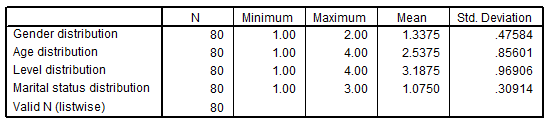 N Minimum Maximum Mean Std. Deviation
Gender distribution 80 1.00 2.00 1.3375 .47584
Age distribution 80 1.00 4.00 2.5375 .85601
Level distribution 80 1.00 4.00 3.1875 .96906
Marital status distribution 80 1.00 3.00 1.0750 .30914
Valid N (listwise) 80